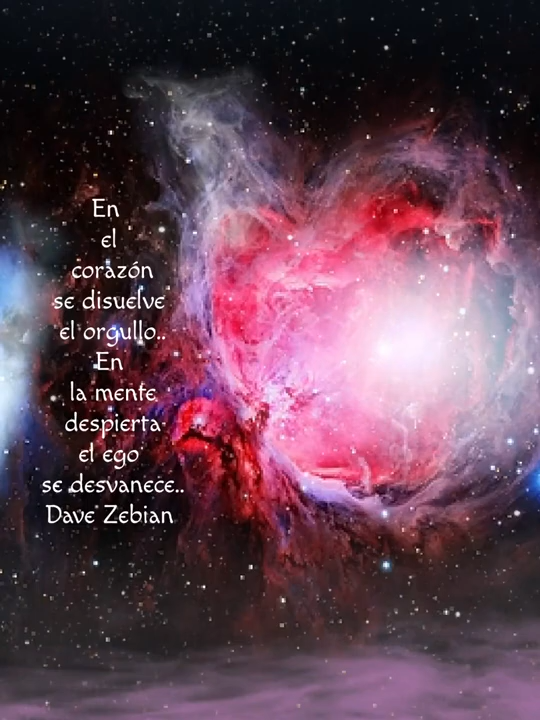 En
el
corazón
se disuelve
el orgullo..
En
la mente
despierta
el ego
se desvanece..
Dave Zebian